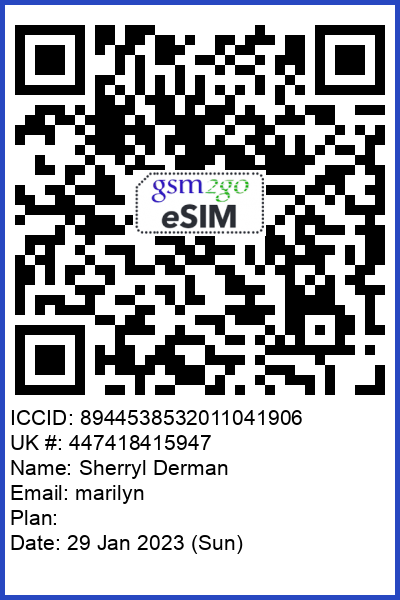 gsm2go
eSIM
ICCID: 8944538532011041906
UK #: 447418415947
Name: Sherryl Derman
Email: marilyn
Plan:
Date: 29 Jan 2023 (Sun)